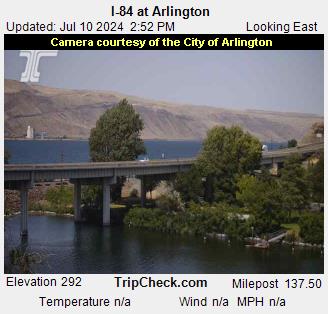 I-84 at Arlington
Updated: Jul 10 2024 2:52 PM Looking East
Camera courtesy of the City of Arlington
Elevation 292 TripCheck.com Milepost 137.50
Temperature n/a Wind n/a MPH n/a